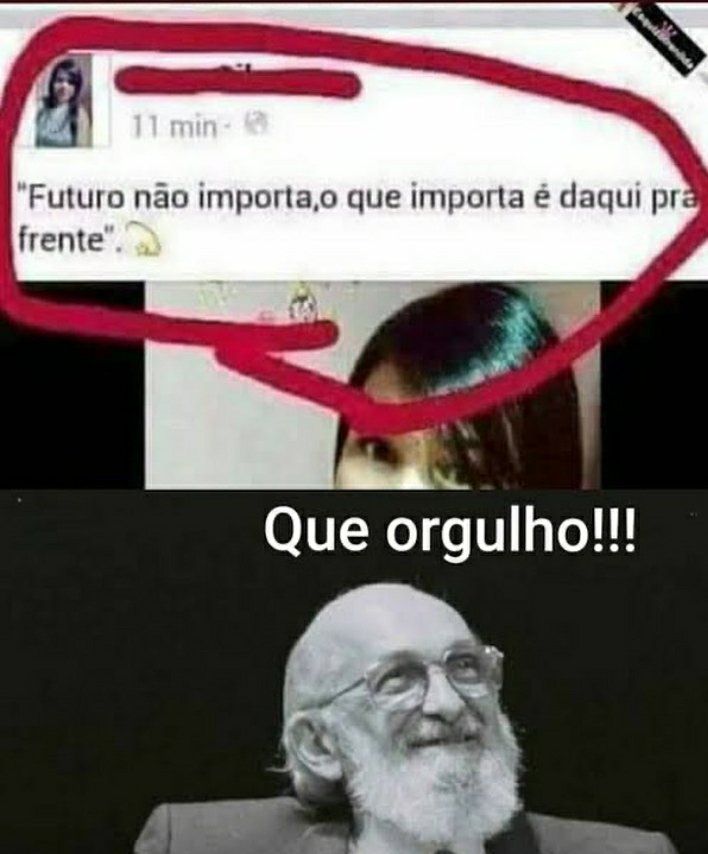 11 min ·
"Futuro não importa,o que importa é daqui pra
frente".
Que orgulho!!!